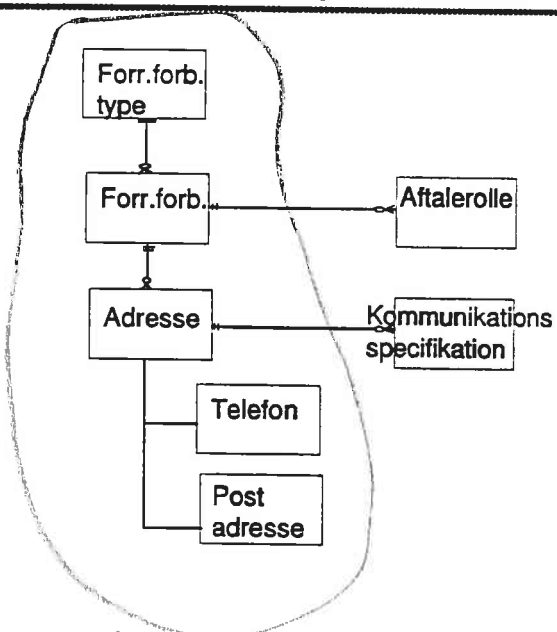 Forr.forb.
type
Forr.forb.
Aftalerolle
Adresse
Kommunikations
specifikation
Telefon
Post
adresse